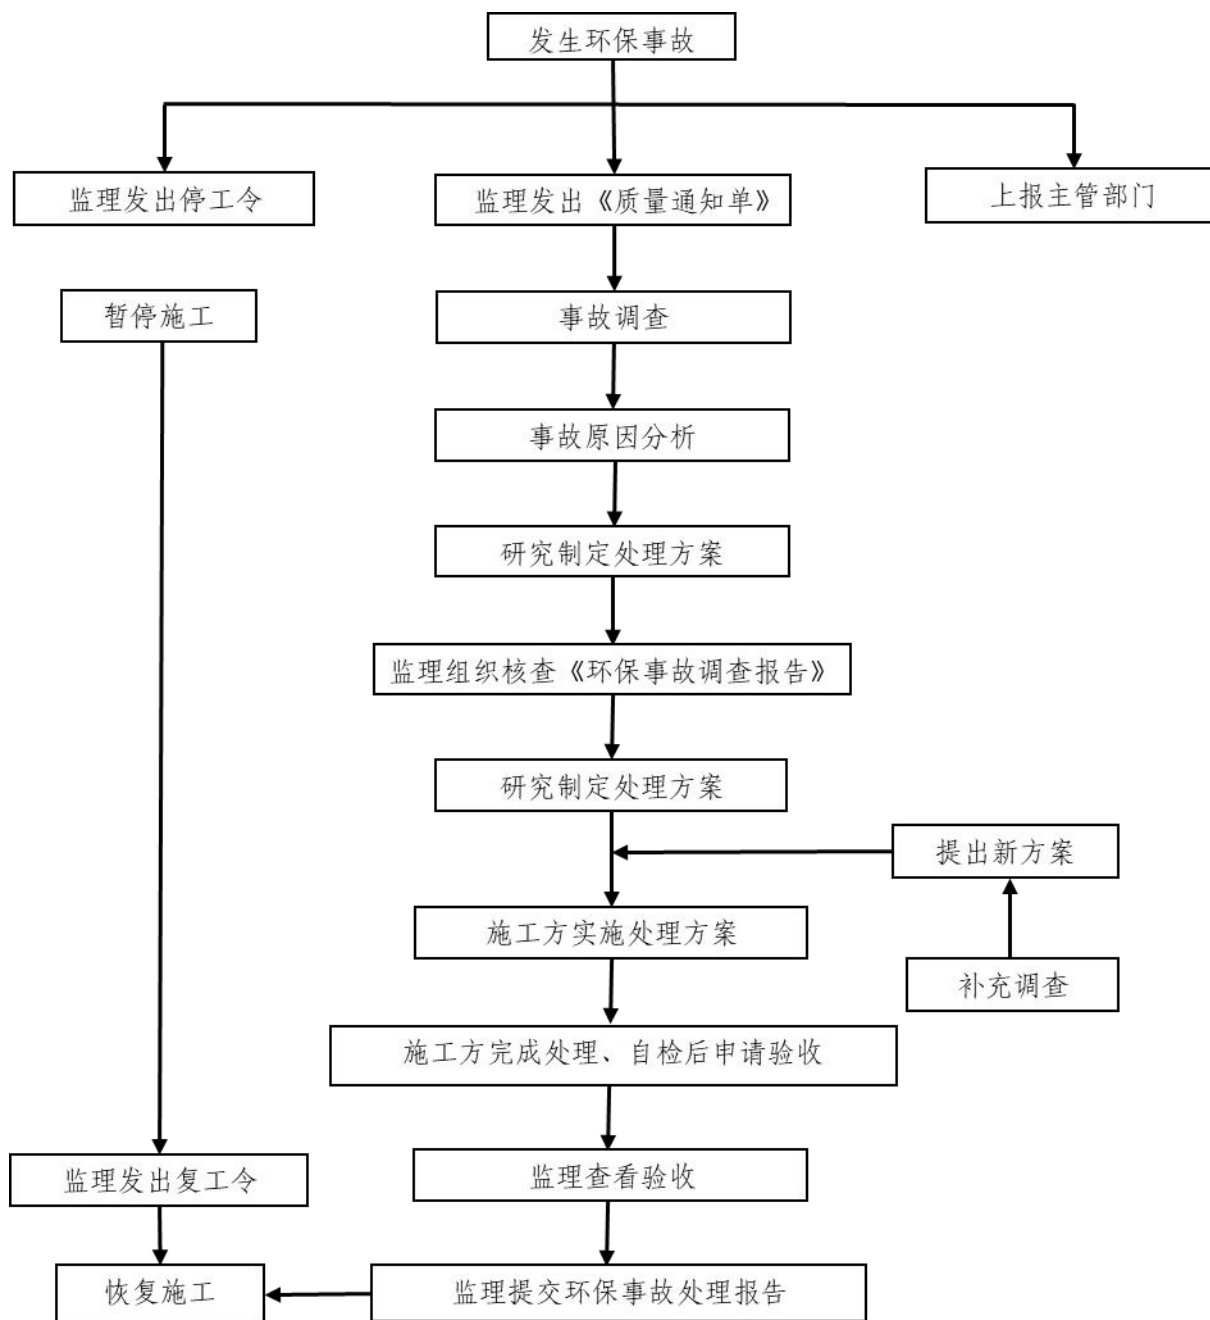 发生环保事故
监理发出停工令
监理发出《质量通知单》
上报主管部门
暂停施工
事故调查
事故原因分析
研究制定处理方案
监理组织核查《环保事故调查报告》
研究制定处理方案
提出新方案
施工方实施处理方案
补充调查
施工方完成处理、自检后申请验收
监理发出复工令
监理查看验收
恢复施工
监理提交环保事故处理报告